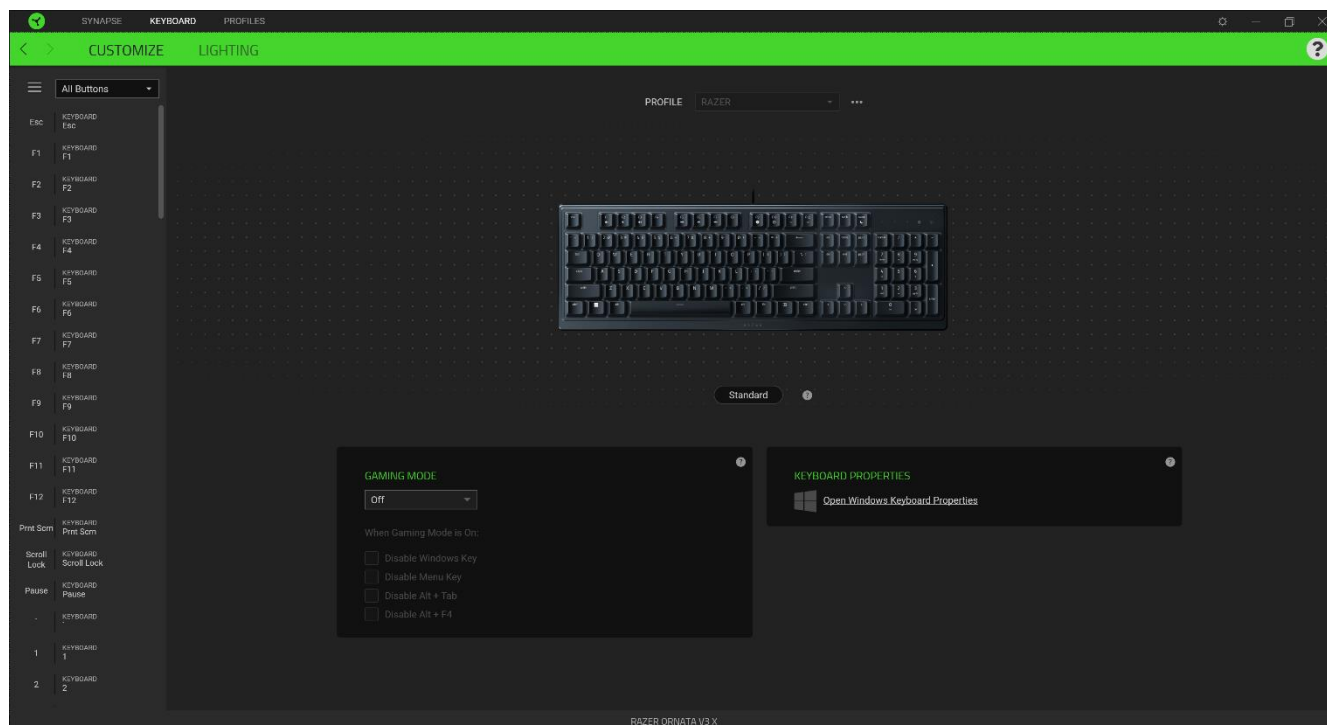 SYNAPSE KEYBOARD PROFILES
CUSTOMIZE LIGHTING
?
All Buttons
PROFILE RAZER
Esc KEYBOARD
Esc
F1 KEYBOARD
F1
F2 KEYBOARD
F2
F3 KEYBOARD
F3
F4 KEYBOARD
F4
F5 KEYBOARD
F5
F6 KEYBOARD
F6
F7 KEYBOARD
F7
F8 KEYBOARD
F8
F9 KEYBOARD
F9
F10 KEYBOARD
F10
F11 KEYBOARD
F11
F12 KEYBOARD
F12
Prnt Scrn KEYBOARD
Prnt Scrn
Scroll
Lock KEYBOARD
Scroll Lock
Pause KEYBOARD
Pause
` KEYBOARD
`
1 KEYBOARD
1
2 KEYBOARD
2
Standard ?
GAMING MODE ?
Off
When Gaming Mode is On:
Disable Windows Key
Disable Menu Key
Disable Alt + Tab
Disable Alt + F4
KEYBOARD PROPERTIES ?
Open Windows Keyboard Properties
RAZER ORNATA V3 X